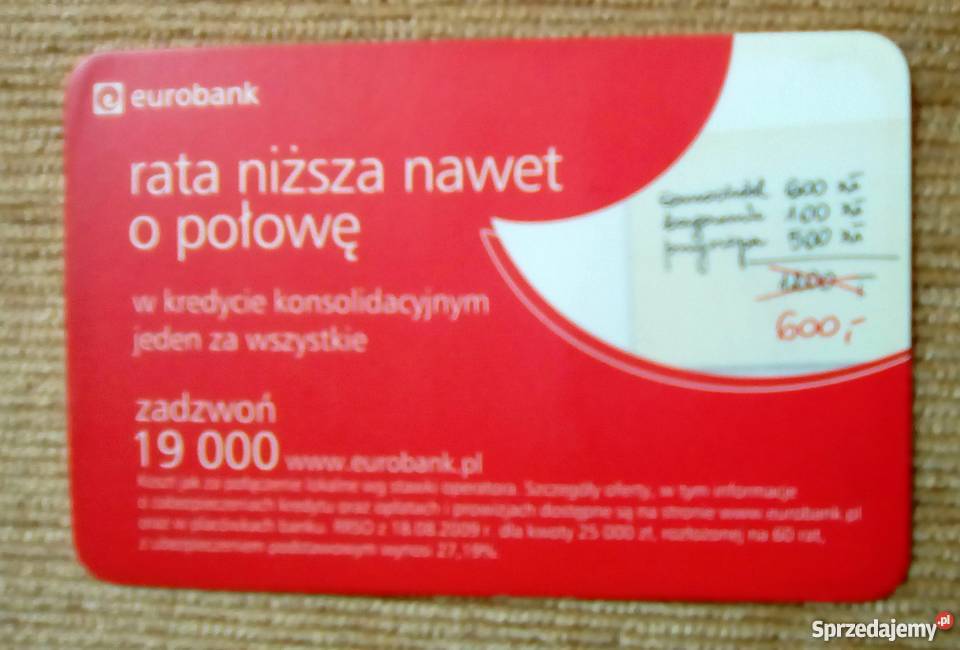 eurobank
rata niższa nawet
o połowę
w kredycie konsolidacyjnym
jeden za wszystkie
zadzwoń
19 000 www.eurobank.pl
Koszt jak za połączenie lokalne wg stawki operatora. Szczegóły oferty, w tym informacje
o zabezpieczeniach kredytu oraz opłatach i prowizjach dostępne są na stronie www.eurobank.pl
oraz w placówkach banku. RRSO z 18.08.2009 r. dla kwoty 25 000 zł, rozłożonej na 60 rat,
z ubezpieczeniem podstawowym wynosi 27,19%.
samochód 600 zł
100 zł
pożyczka 500 zł
1200,-
600,-
Sprzedajemy.pl